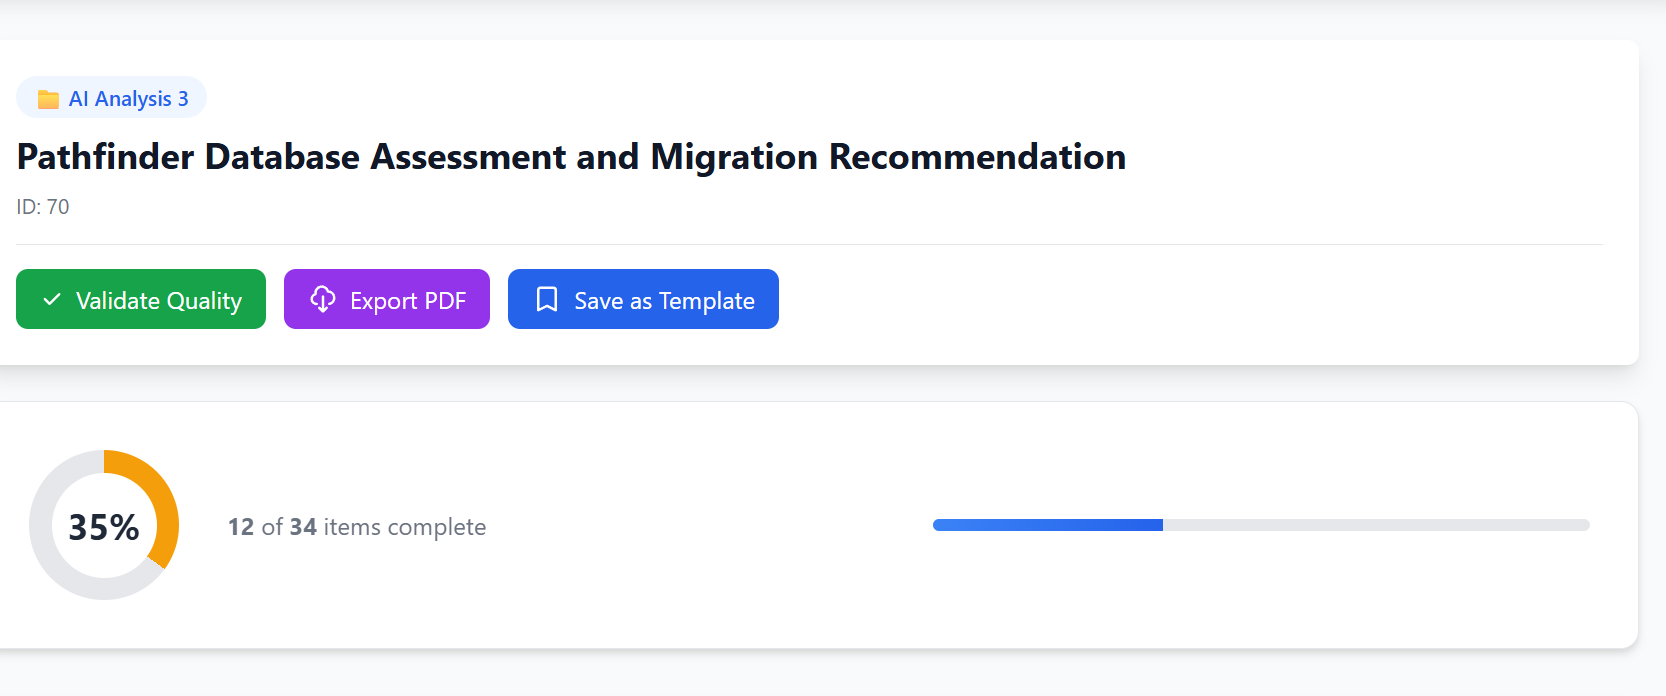 AI Analysis 3
Pathfinder Database Assessment and Migration Recommendation
ID: 70
Validate Quality
Export PDF
Save as Template
35%
12 of 34 items complete